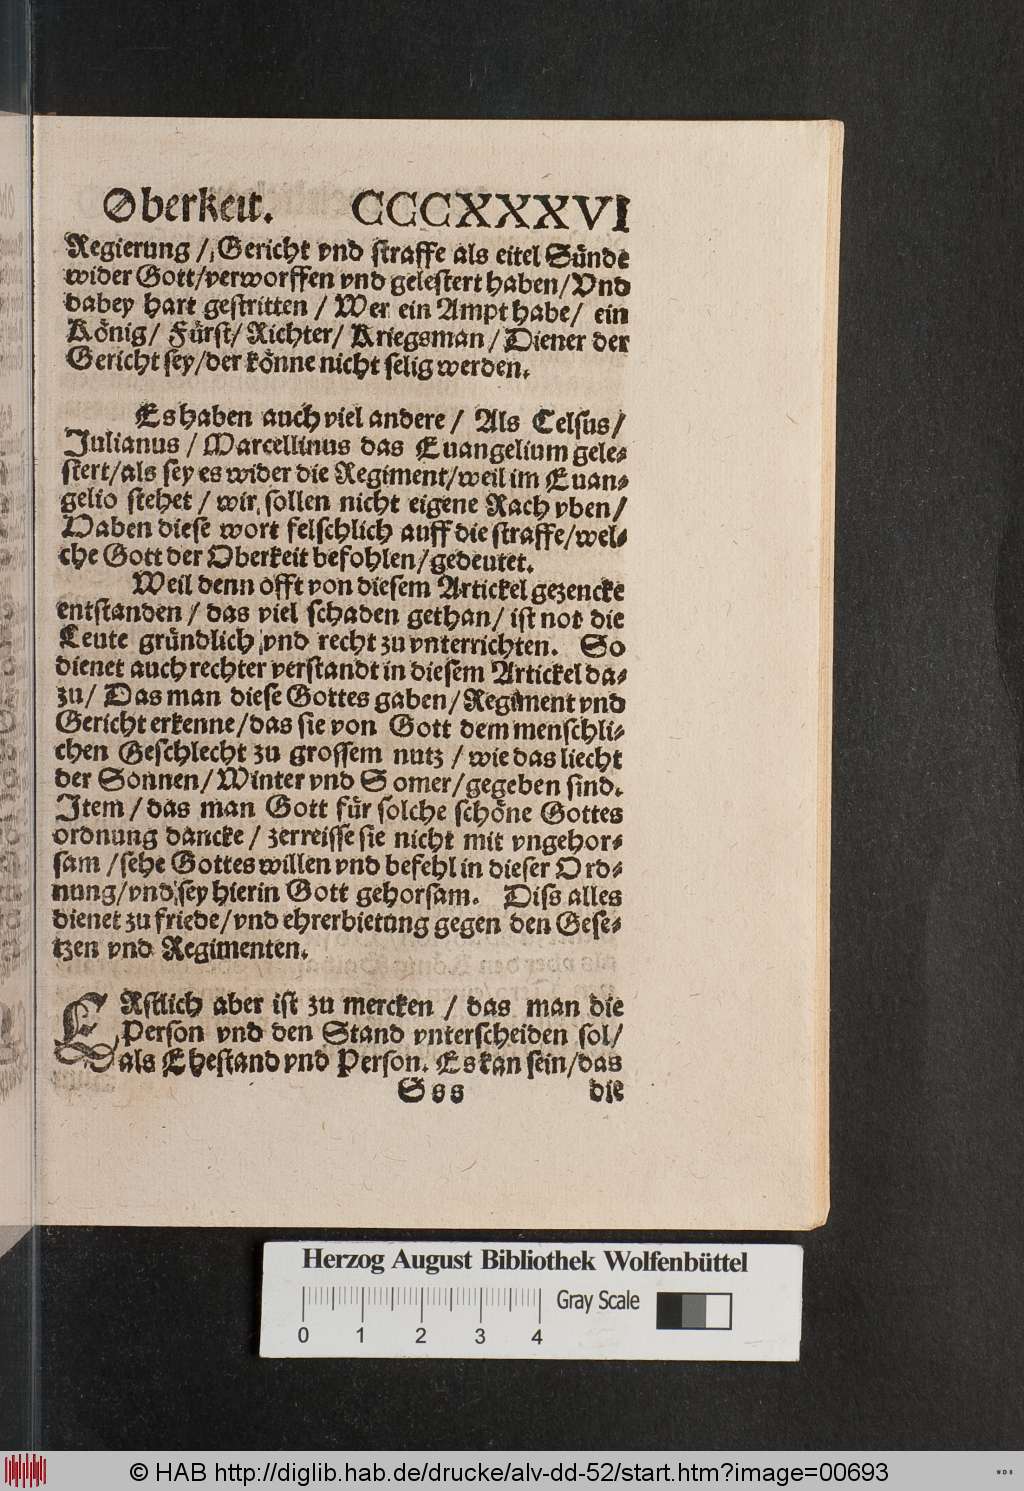 Oberkeit. CCCXXXVI
Regierung / Gericht vnd straffe als eitel Sünde
wider Gott/verworffen vnd gelestert haben/Vnd
dabey hart gestritten / Wer ein Ampt habe/ ein
König/ Fürst/ Richter/ Kriegsman / Diener der
Gericht sey/der könne nicht selig werden.
Es haben auch viel andere / Als Celsus/
Julianus / Marcellinus das Euangelium gele-
stert/als sey es wider die Regiment/weil im Euan-
gelio stehet / wir sollen nicht eigene Rach vben/
Haben diese wort felschlich auff die straffe/wel-
che Gott der Oberkeit befohlen/gedeutet.
Weil denn offt von diesem Artickel gezencke
entstanden / das viel schaden gethan/ ist not die
Leute gründlich vnd recht zu vnterrichten. So
dienet auch rechter verstandt in diesem Artickel da-
zu/ Das man diese Gottes gaben/Regiment vnd
Gericht erkenne/das sie von Gott dem menschli-
chen Geschlecht zu grossem nutz / wie das liecht
der Sonnen/Winter vnd Somer/gegeben sind.
Item / das man Gott für solche schöne Gottes
ordnung dancke / zerreisse sie nicht mit vngehor-
sam /sehe Gottes willen vnd befehl in dieser Ord-
nung/vnd sey hierin Gott gehorsam. Diss alles
dienet zu friede/vnd ehrerbietung gegen den Gese-
tzen vnd Regimenten.
ERstlich aber ist zu mercken / das man die
Person vnd den Stand vnterscheiden sol/
als Ehestand vnd Person. Es kan sein/das
Sss die
Herzog August Bibliothek Wolfenbüttel
Gray Scale
0 1 2 3 4
© HAB http://diglib.hab.de/drucke/alv-dd-52/start.htm?image=00693